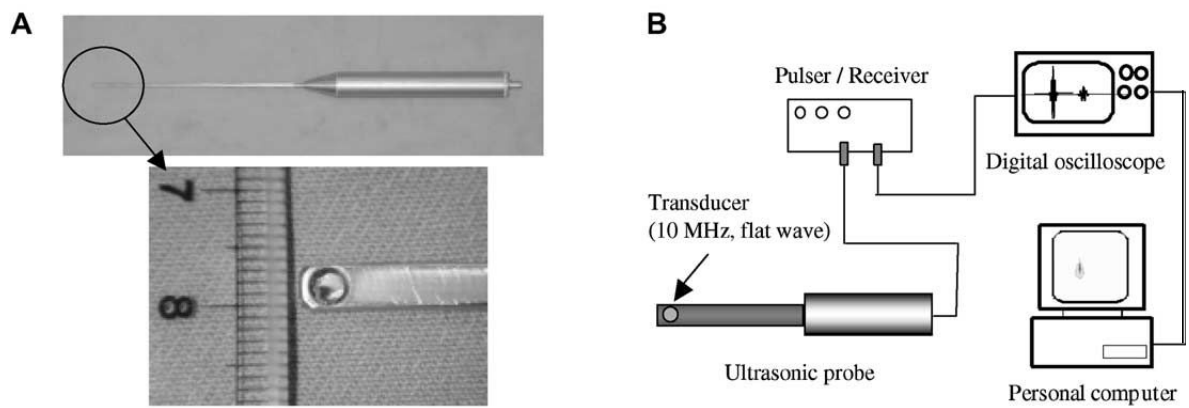 A
7
8
B
Pulser / Receiver
Digital oscilloscope
Transducer
(10 MHz, flat wave)
Ultrasonic probe
Personal computer